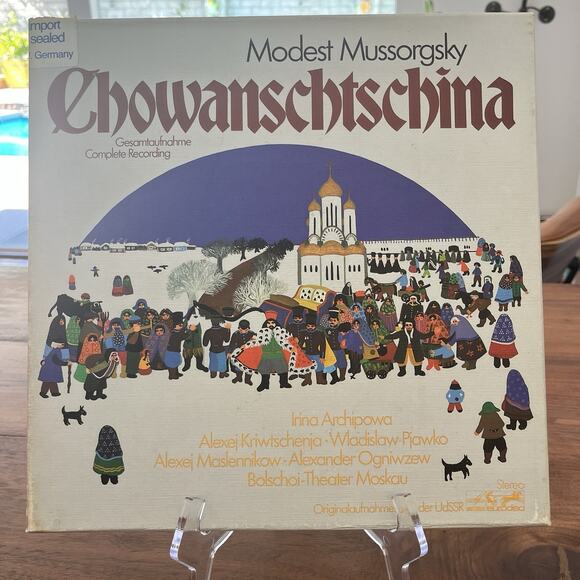 import
sealed
Germany
Modest Mussorgsky
Chowanschtschina
Gesamtaufnahme
Complete Recording
Irina Archipowa
Alexej Kriwtschenja · Wladislaw Pjawko
Alexej Maslennikow · Alexander Ogniwzew
Bolschoi-Theater Moskau
Stereo
Originalaufnahme der UdSSR
eurodisc